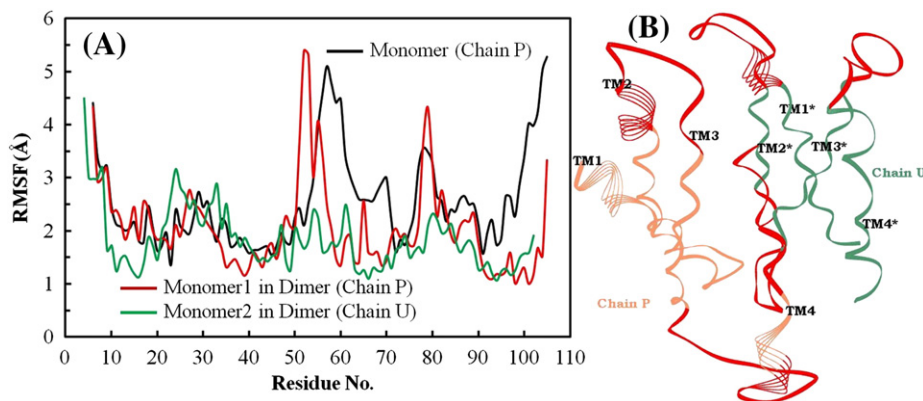 (A)
Monomer (Chain P)
Monomer1 in Dimer (Chain P)
Monomer2 in Dimer (Chain U)
RMSF (Å)
6
5
4
3
2
1
0
0 10 20 30 40 50 60 70 80 90 100 110
Residue No.
(B)
TM2
TM1*
TM3
TM2*
TM3*
TM1
Chain U
TM4*
Chain P
TM4